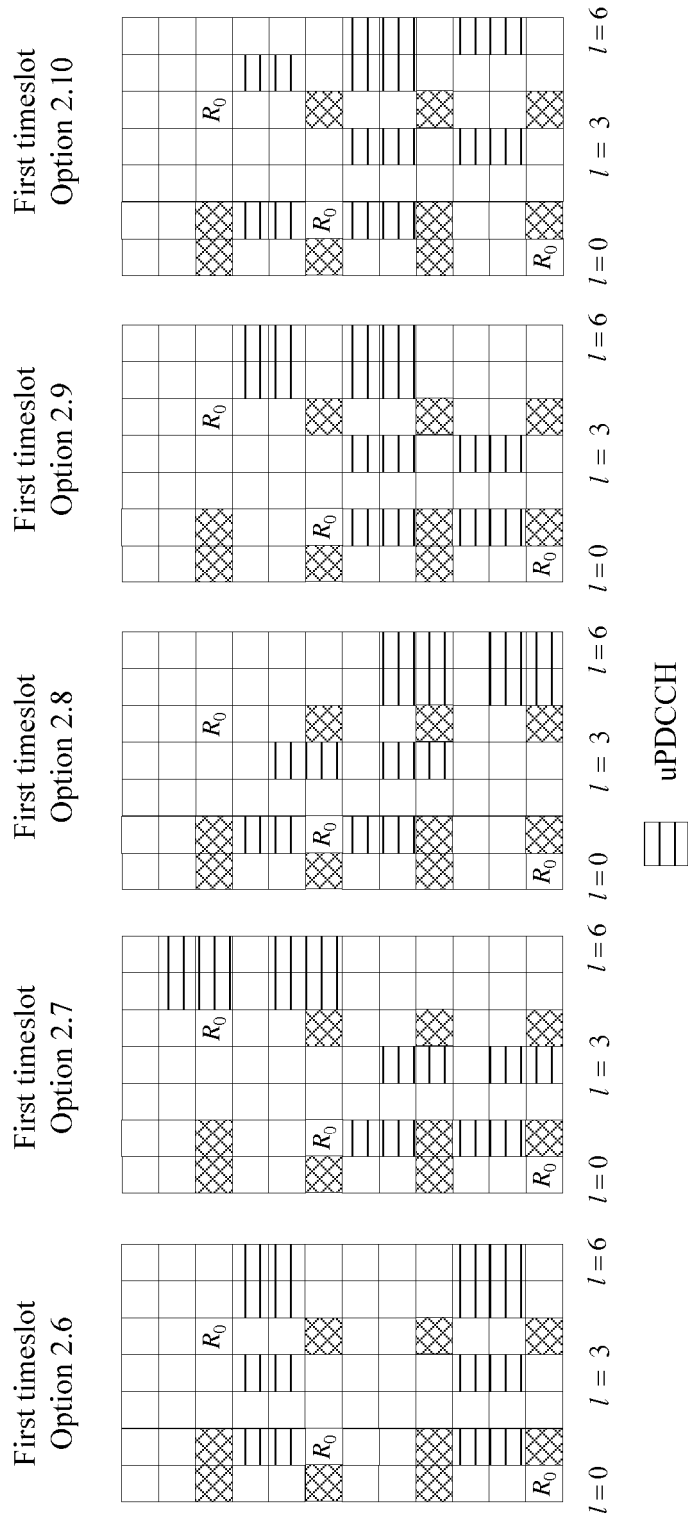 First timeslot
Option 2.6
R₀
R₀
R₀
l=0 l=3 l=6
First timeslot
Option 2.7
R₀
R₀
R₀
l=0 l=3 l=6
First timeslot
Option 2.8
R₀
R₀
R₀
l=0 l=3 l=6
First timeslot
Option 2.9
R₀
R₀
R₀
l=0 l=3 l=6
First timeslot
Option 2.10
R₀
R₀
R₀
l=0 l=3 l=6
uPDCCH